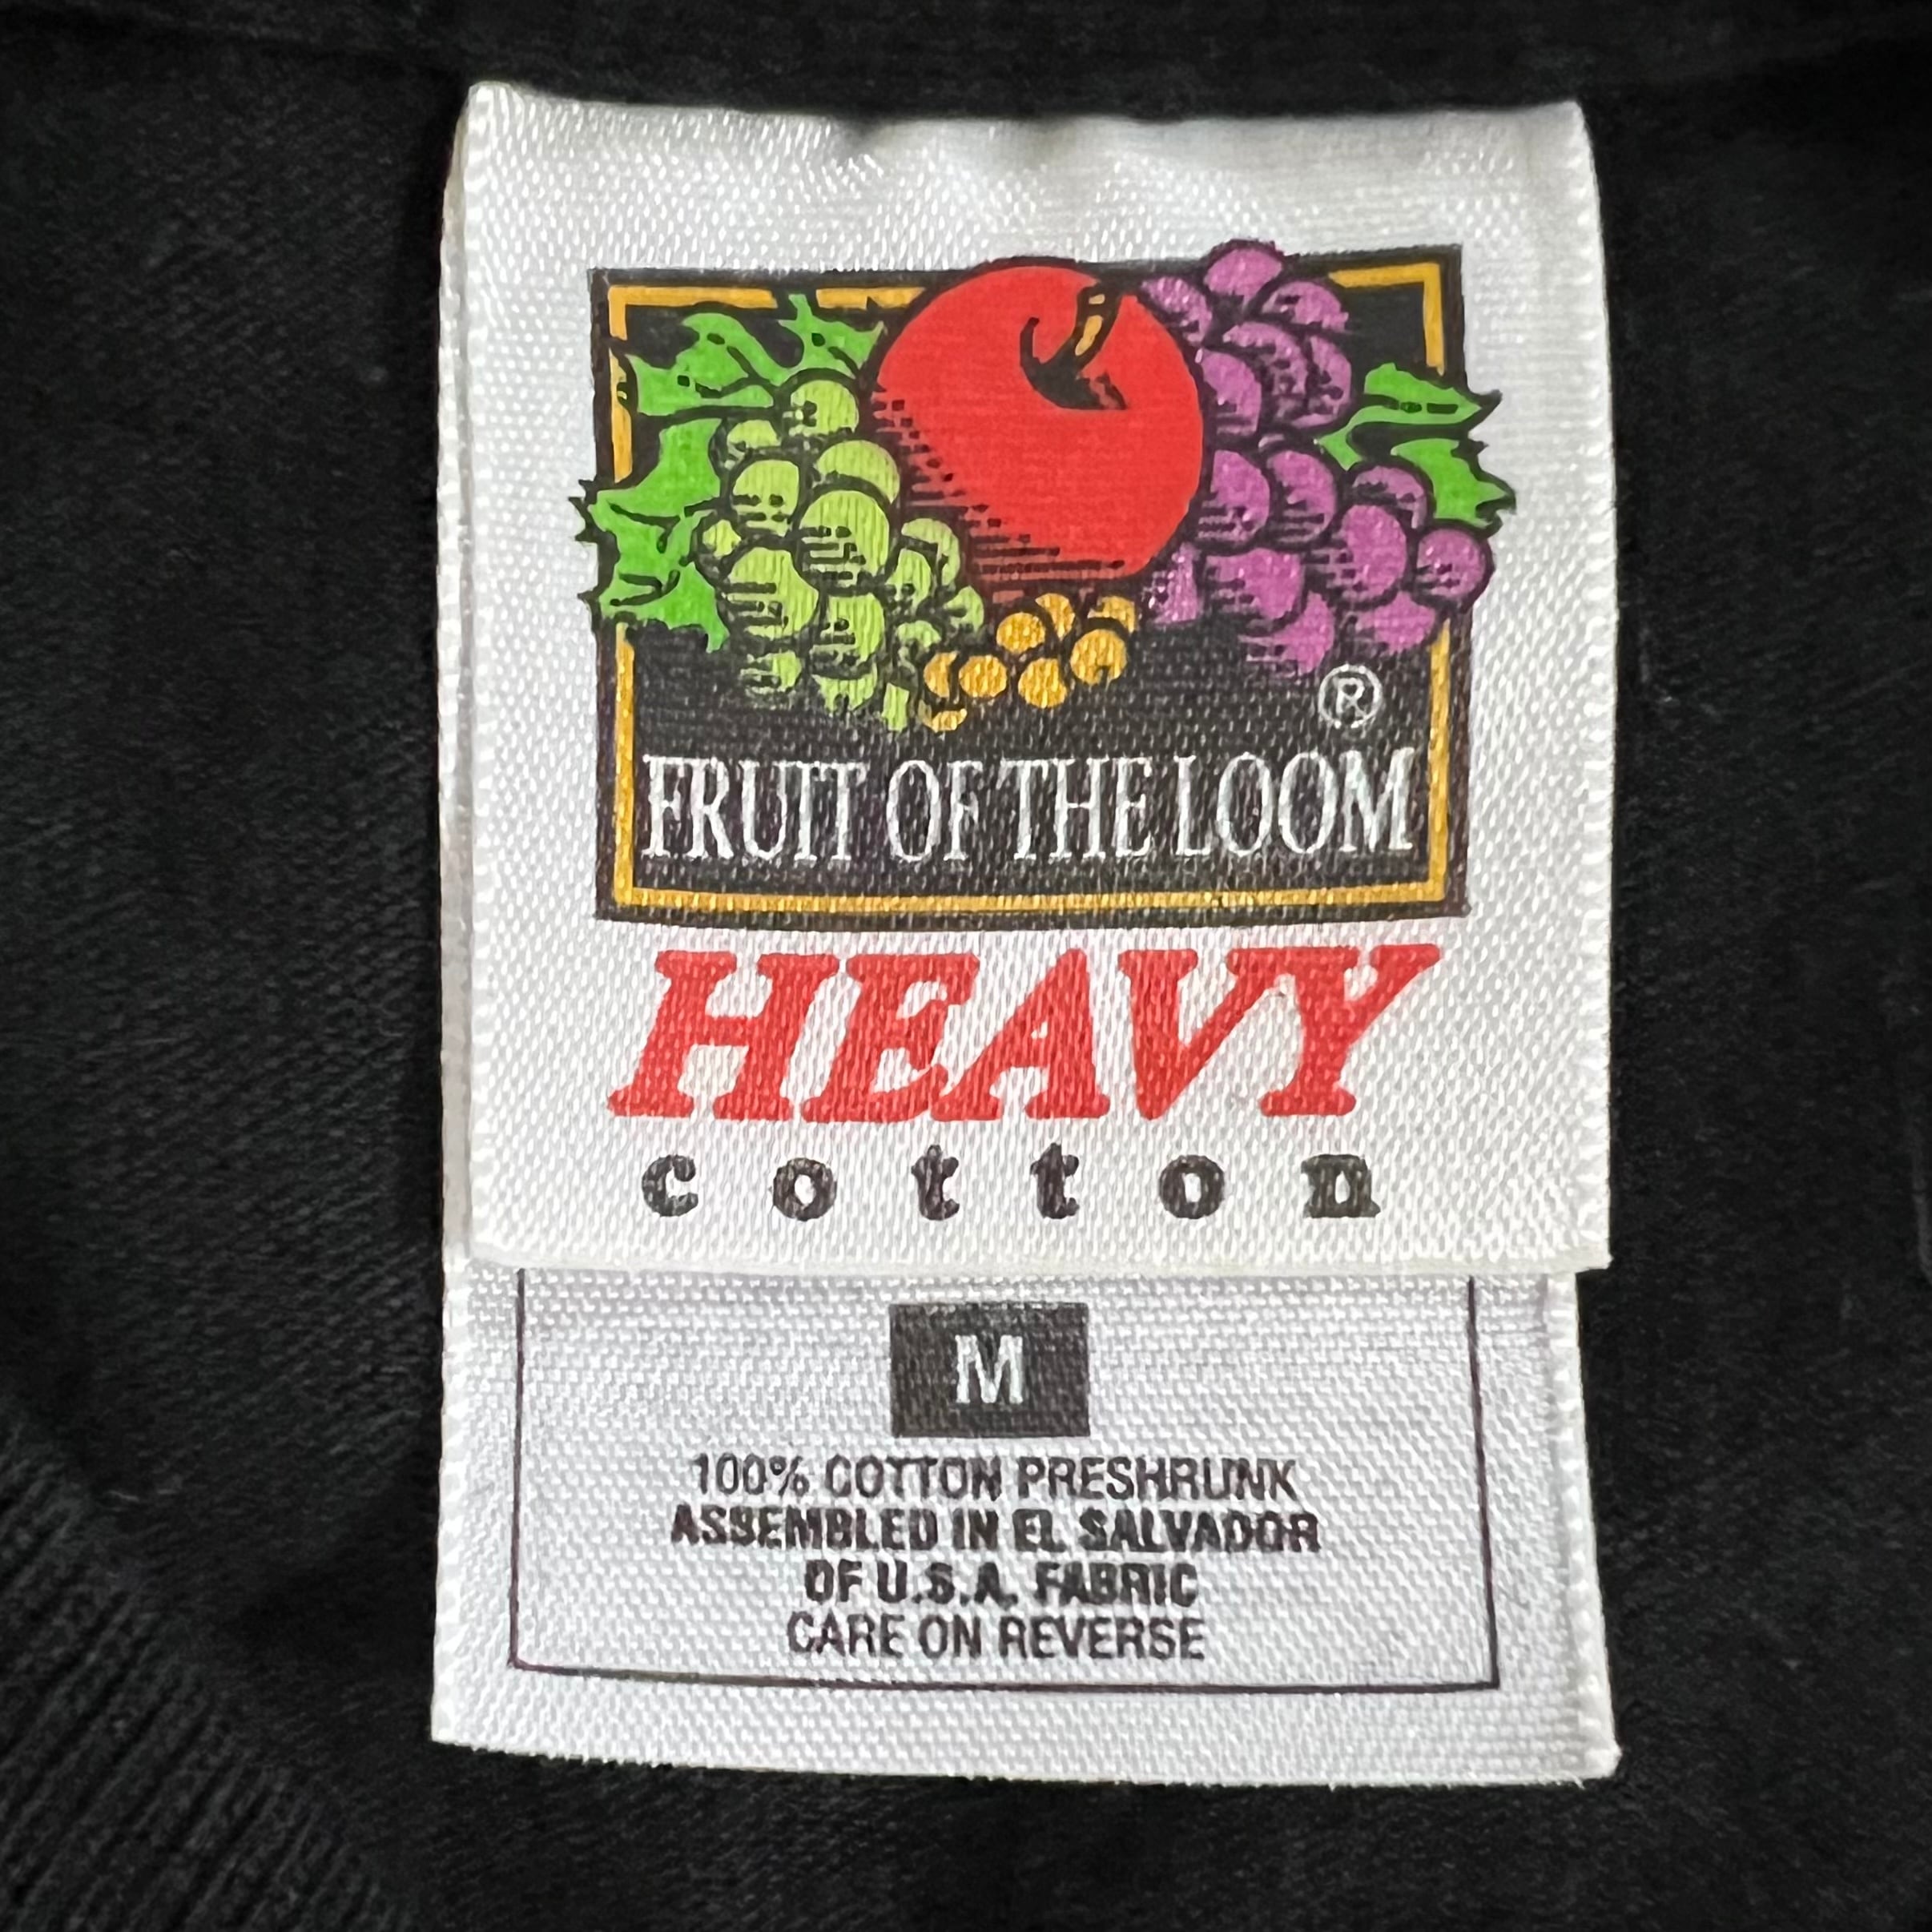 ®
FRUIT OF THE LOOM
HEAVY
cotton
M
100% COTTON PRESHRUNK
ASSEMBLED IN EL SALVADOR
OF U.S.A. FABRIC
CARE ON REVERSE